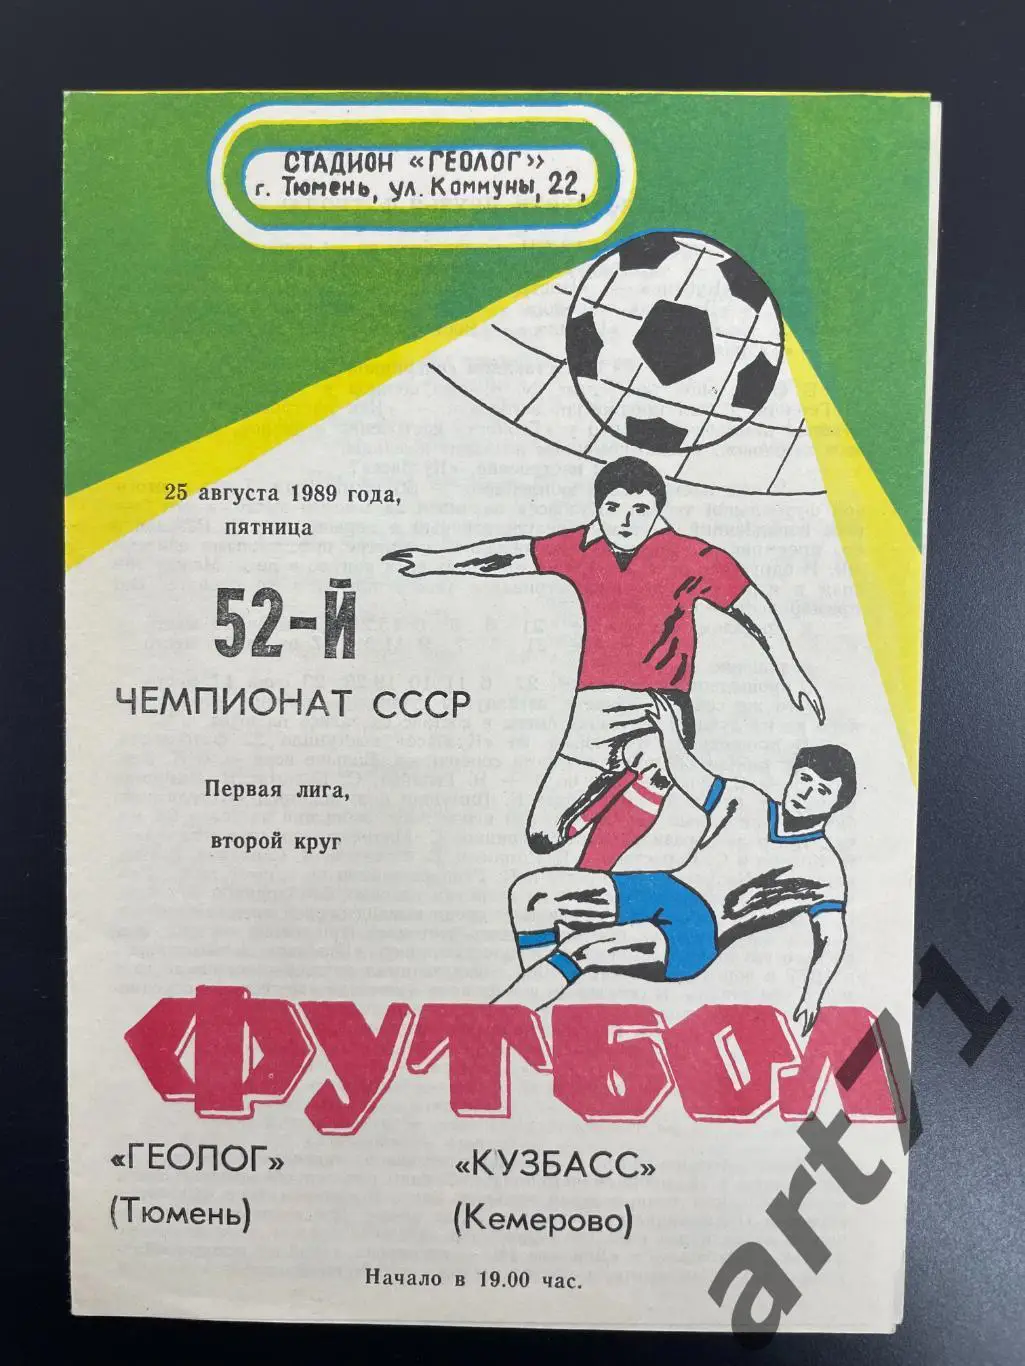 СТАДИОН «ГЕОЛОГ»
г. Тюмень, ул. Коммуны, 22,
25 августа 1989 года,
пятница
52-Й
ЧЕМПИОНАТ СССР
Первая лига,
второй круг
ФУТБОЛ
«ГЕОЛОГ»
(Тюмень)
«КУЗБАСС»
(Кемерово)
Начало в 19.00 час.
art71